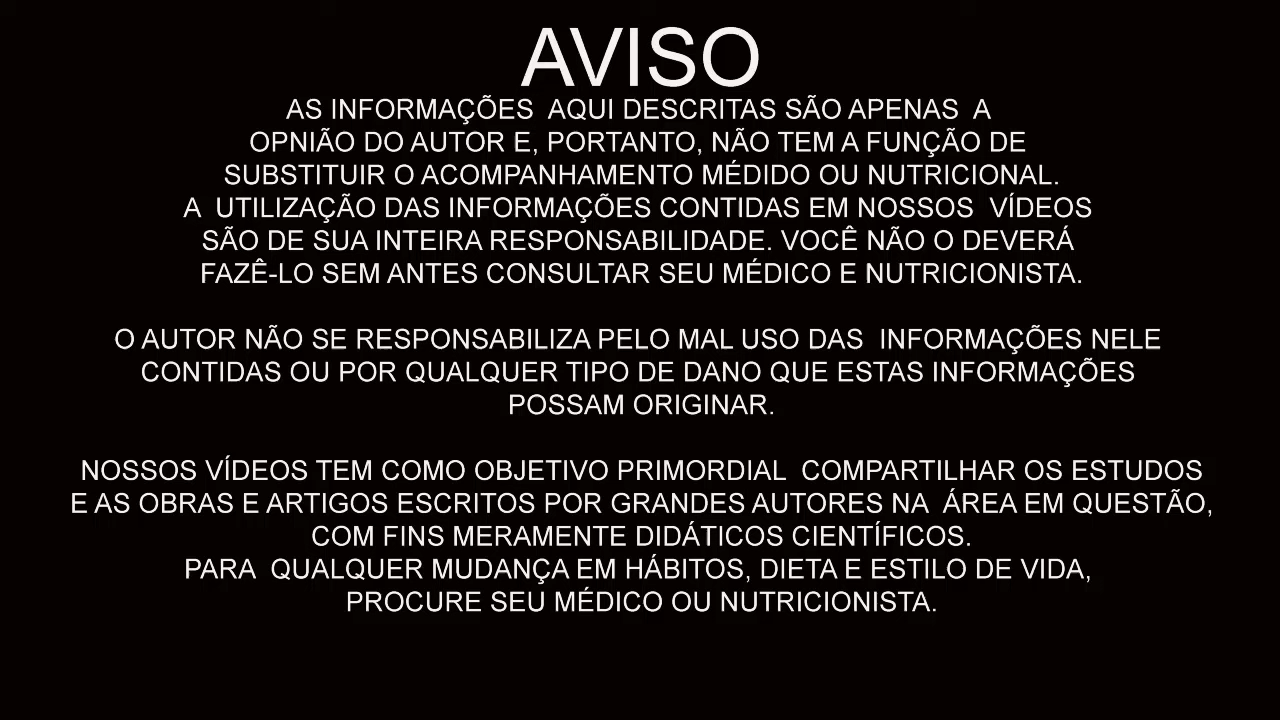 AVISO
AS INFORMAÇÕES AQUI DESCRITAS SÃO APENAS A
OPNIÃO DO AUTOR E, PORTANTO, NÃO TEM A FUNÇÃO DE
SUBSTITUIR O ACOMPANHAMENTO MÉDIDO OU NUTRICIONAL.
A UTILIZAÇÃO DAS INFORMAÇÕES CONTIDAS EM NOSSOS VÍDEOS
SÃO DE SUA INTEIRA RESPONSABILIDADE. VOCÊ NÃO O DEVERÁ
FAZÊ-LO SEM ANTES CONSULTAR SEU MÉDICO E NUTRICIONISTA.
O AUTOR NÃO SE RESPONSABILIZA PELO MAL USO DAS INFORMAÇÕES NELE
CONTIDAS OU POR QUALQUER TIPO DE DANO QUE ESTAS INFORMAÇÕES
POSSAM ORIGINAR.
NOSSOS VÍDEOS TEM COMO OBJETIVO PRIMORDIAL COMPARTILHAR OS ESTUDOS
E AS OBRAS E ARTIGOS ESCRITOS POR GRANDES AUTORES NA ÁREA EM QUESTÃO,
COM FINS MERAMENTE DIDÁTICOS CIENTÍFICOS.
PARA QUALQUER MUDANÇA EM HÁBITOS, DIETA E ESTILO DE VIDA,
PROCURE SEU MÉDICO OU NUTRICIONISTA.